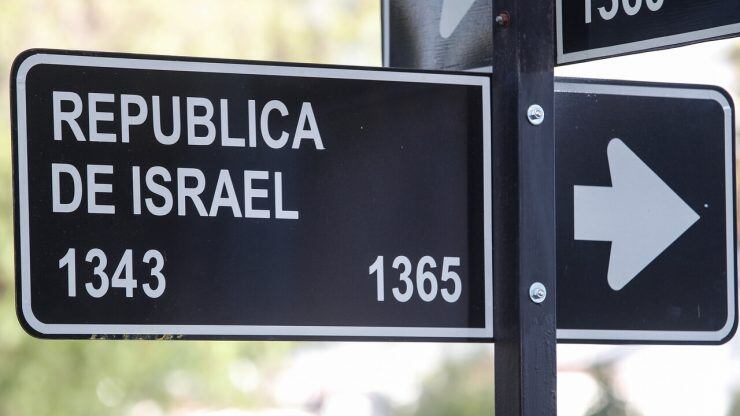 REPUBLICA
DE ISRAEL
1343 1365